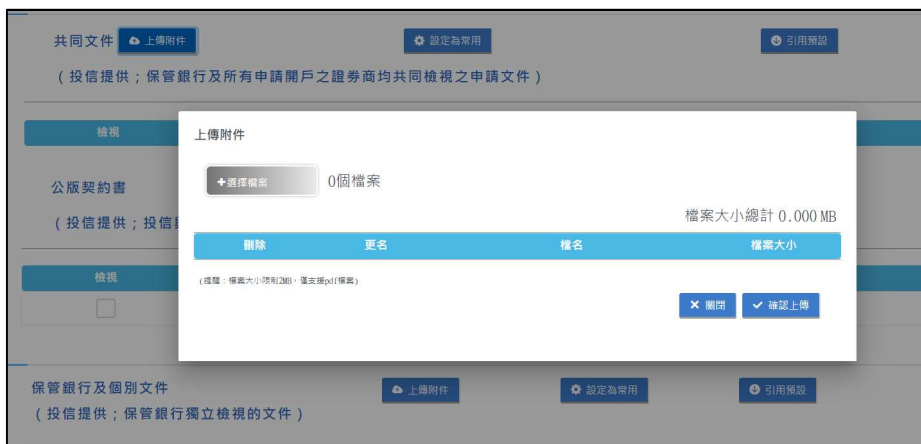 共同文件 上傳附件 設定為常用 引用預設
(投信提供;保管銀行及所有申請開戶之證券商均共同檢視之申請文件)
檢視
上傳附件
+選擇檔案 0個檔案
公版契約書
檔案大小總計 0.000 MB
(投信提供;投信
刪除 更名 檔名 檔案大小
檢視
(提醒:檔案大小限制2MB,僅支援pdf檔案)
關閉 確認上傳
保管銀行及個別文件 上傳附件 設定為常用 引用預設
(投信提供;保管銀行獨立檢視的文件)